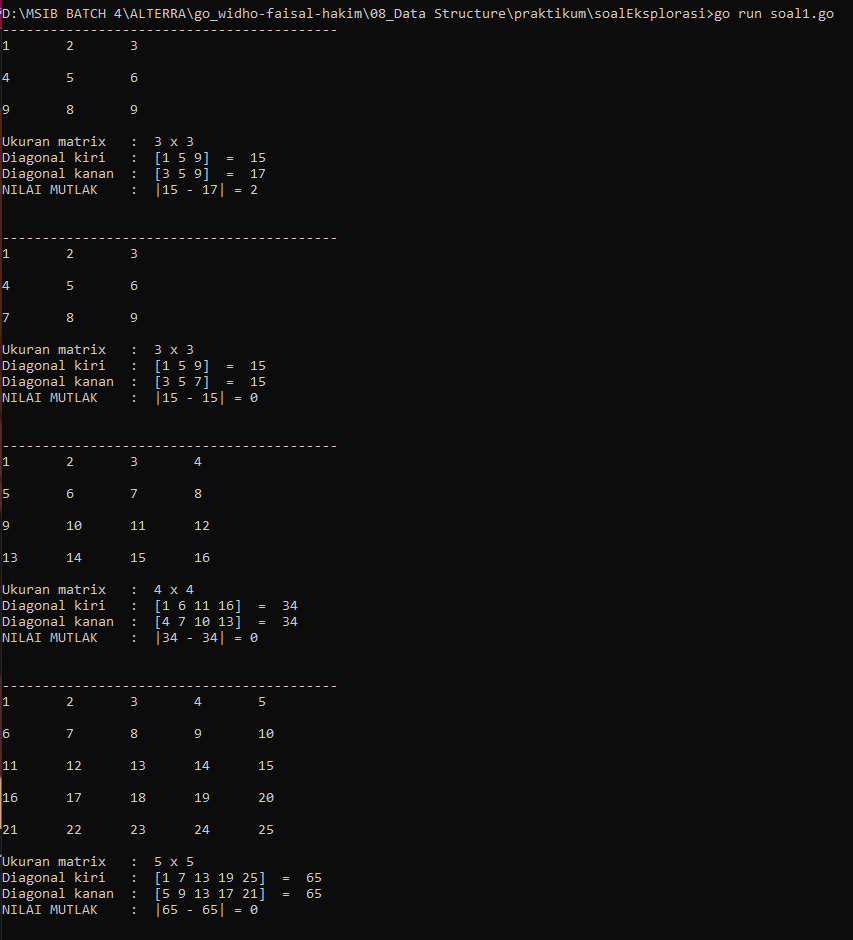 D:\MSIB BATCH 4\ALTERRA\go_widho-faisal-hakim\08_Data Structure\praktikum\soalEksplorasi>go run soal1.go
------------------------------------------
1       2       3
4       5       6
9       8       9
Ukuran matrix   :  3 x 3
Diagonal kiri   :  [1 5 9]  =  15
Diagonal kanan  :  [3 5 9]  =  17
NILAI MUTLAK    :  |15 - 17| = 2
------------------------------------------
1       2       3
4       5       6
7       8       9
Ukuran matrix   :  3 x 3
Diagonal kiri   :  [1 5 9]  =  15
Diagonal kanan  :  [3 5 7]  =  15
NILAI MUTLAK    :  |15 - 15| = 0
------------------------------------------
1       2       3       4
5       6       7       8
9       10      11      12
13      14      15      16
Ukuran matrix   :  4 x 4
Diagonal kiri   :  [1 6 11 16]  =  34
Diagonal kanan  :  [4 7 10 13]  =  34
NILAI MUTLAK    :  |34 - 34| = 0
------------------------------------------
1       2       3       4       5
6       7       8       9       10
11      12      13      14      15
16      17      18      19      20
21      22      23      24      25
Ukuran matrix   :  5 x 5
Diagonal kiri   :  [1 7 13 19 25]  =  65
Diagonal kanan  :  [5 9 13 17 21]  =  65
NILAI MUTLAK    :  |65 - 65| = 0